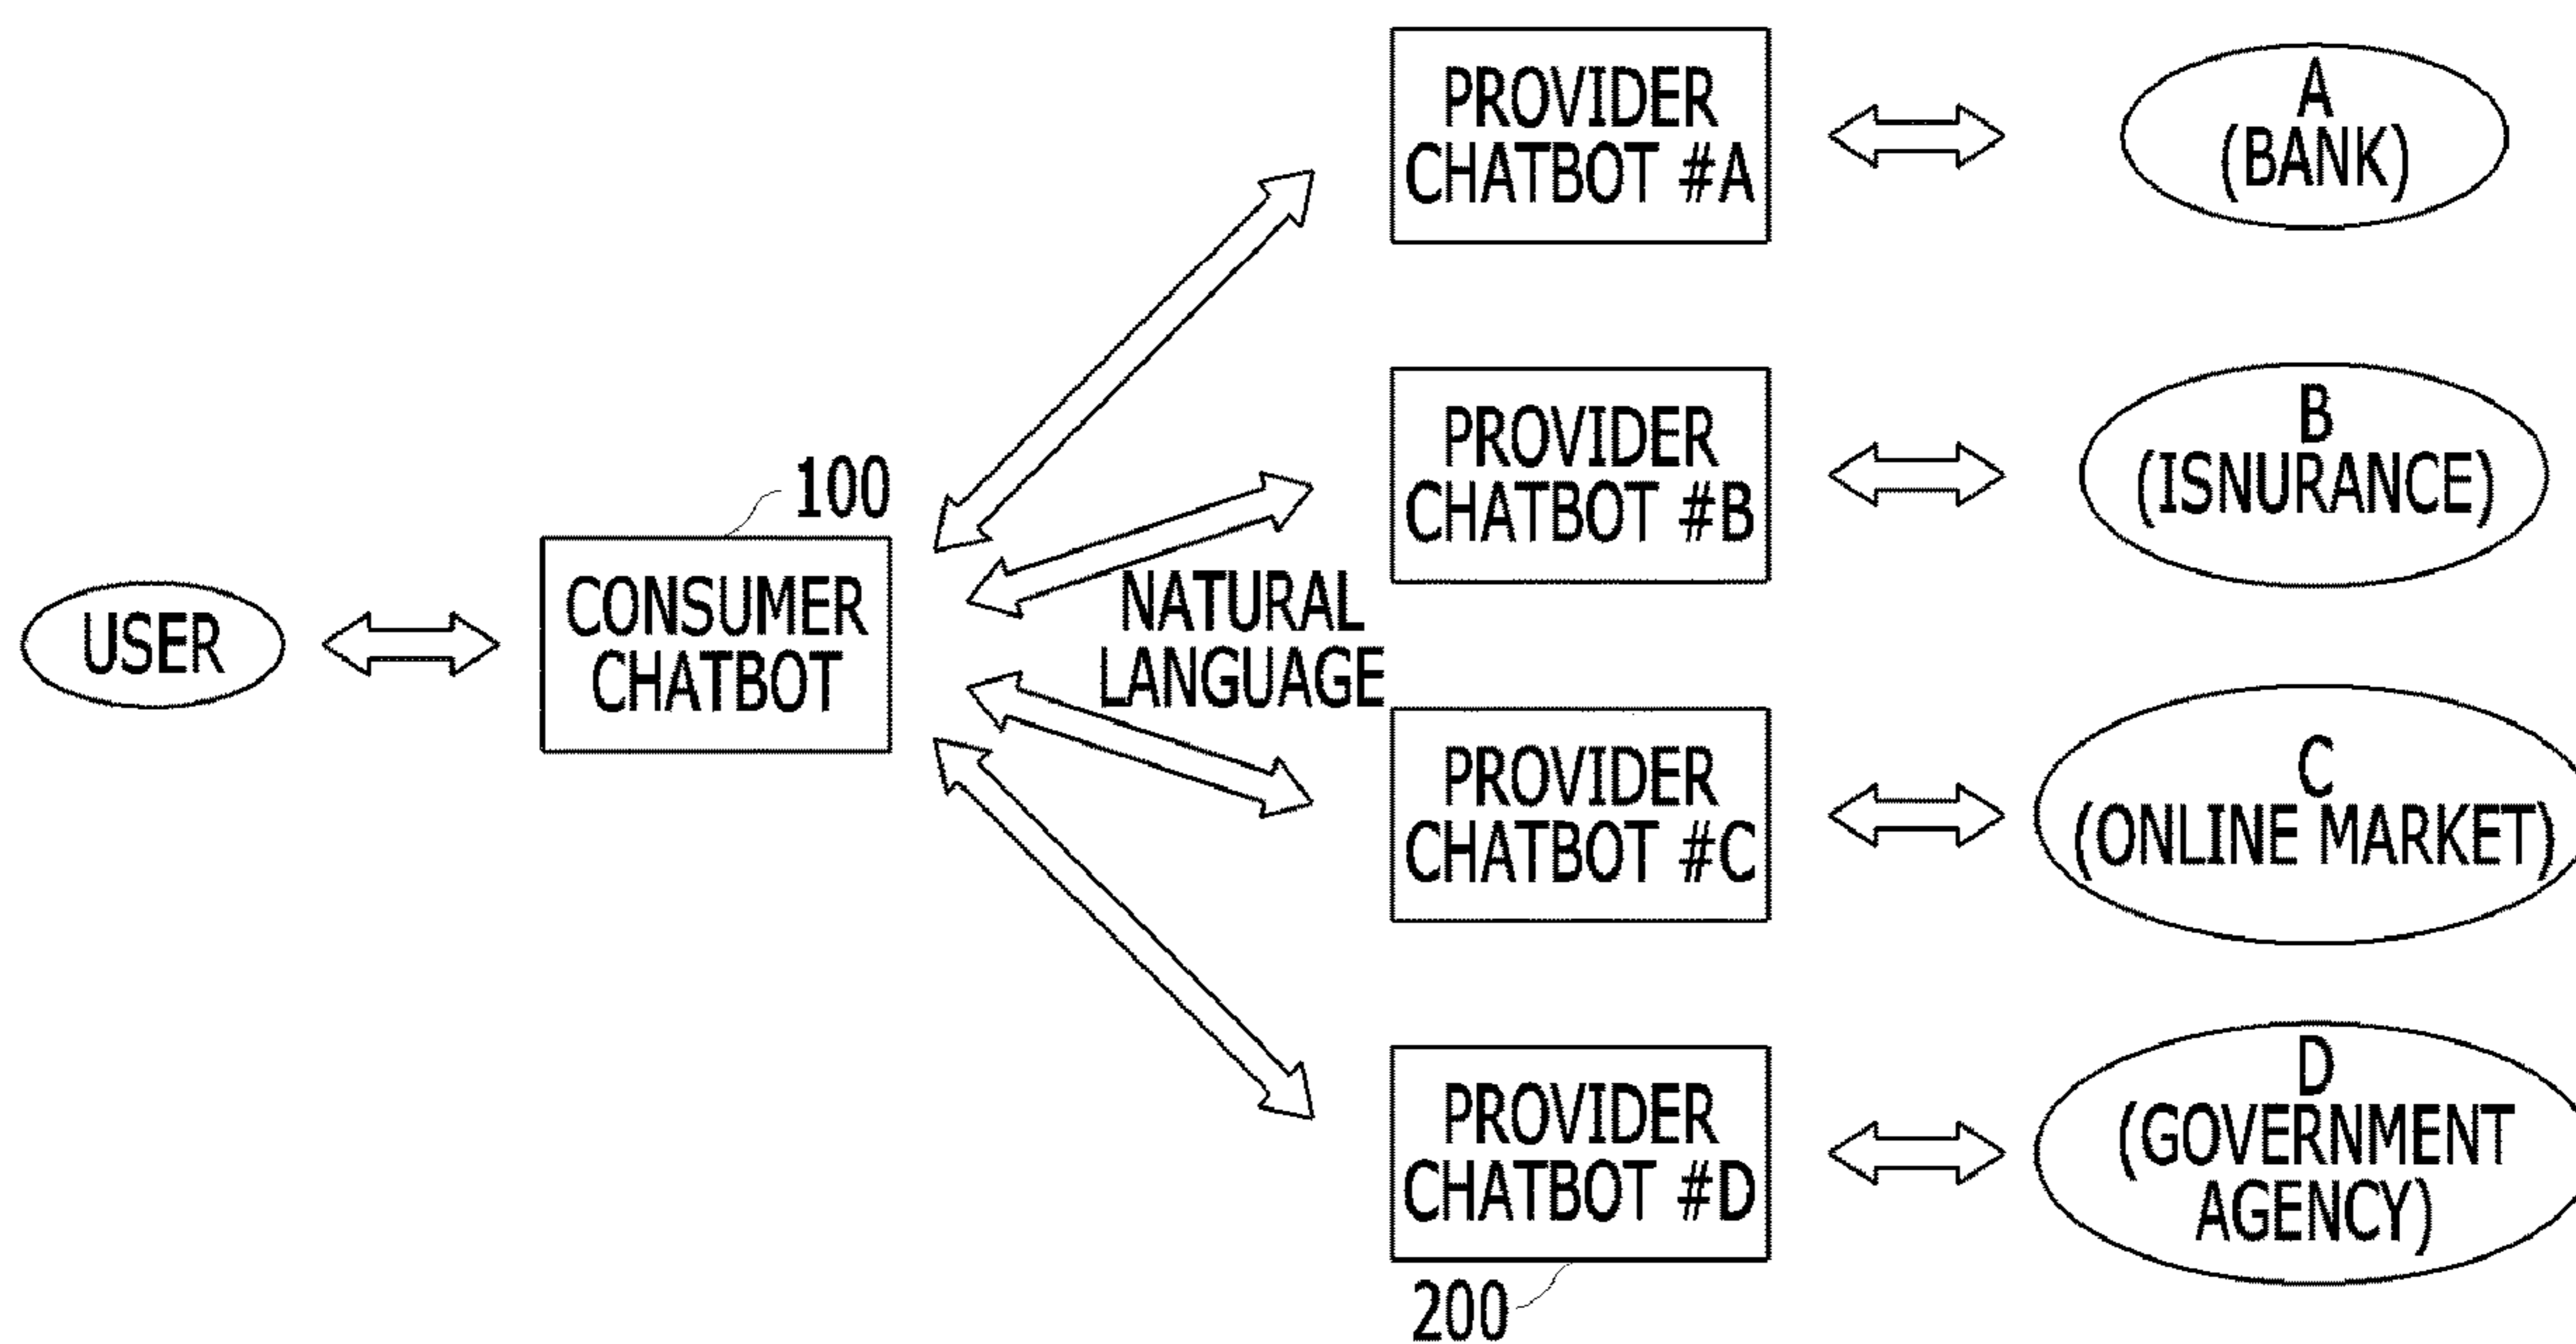 PROVIDER
CHATBOT #A
A
(BANK)
PROVIDER
CHATBOT #B
B
(ISNURANCE)
100
USER
CONSUMER
CHATBOT
NATURAL
LANGUAGE
PROVIDER
CHATBOT #C
C
(ONLINE MARKET)
PROVIDER
CHATBOT #D
D
(GOVERNMENT
AGENCY)
200